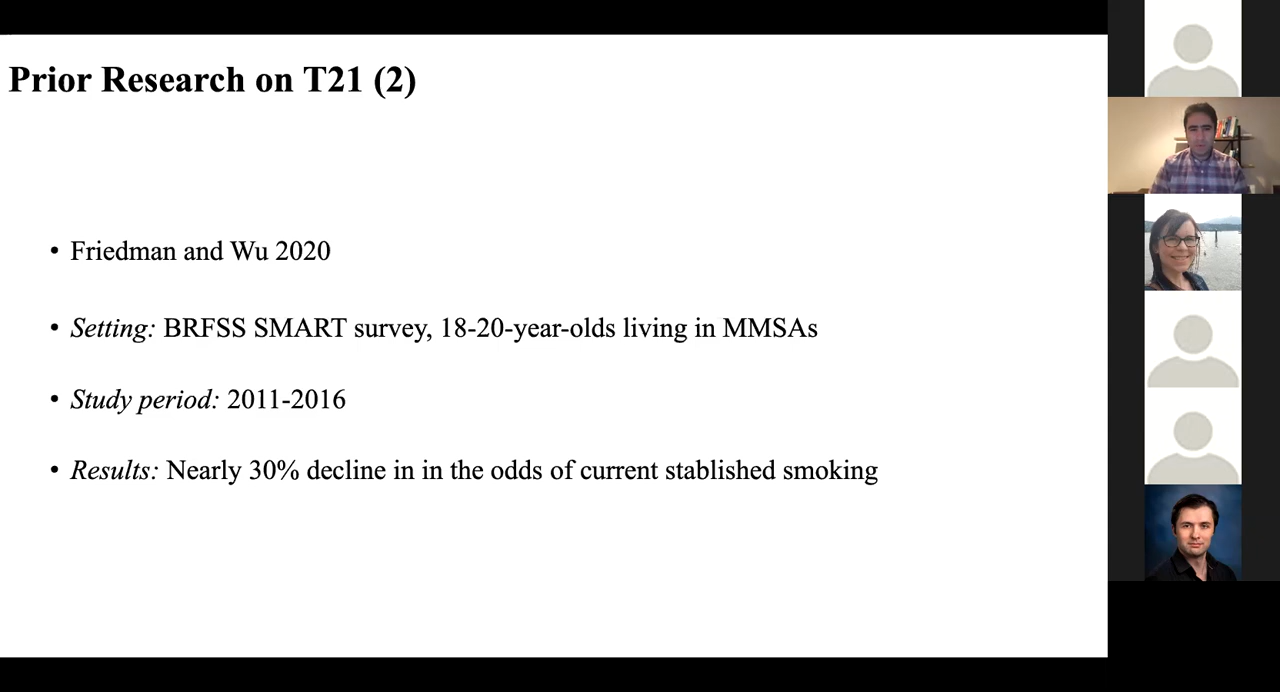 Prior Research on T21 (2)
• Friedman and Wu 2020
• Setting: BRFSS SMART survey, 18-20-year-olds living in MMSAs
• Study period: 2011-2016
• Results: Nearly 30% decline in in the odds of current stablished smoking